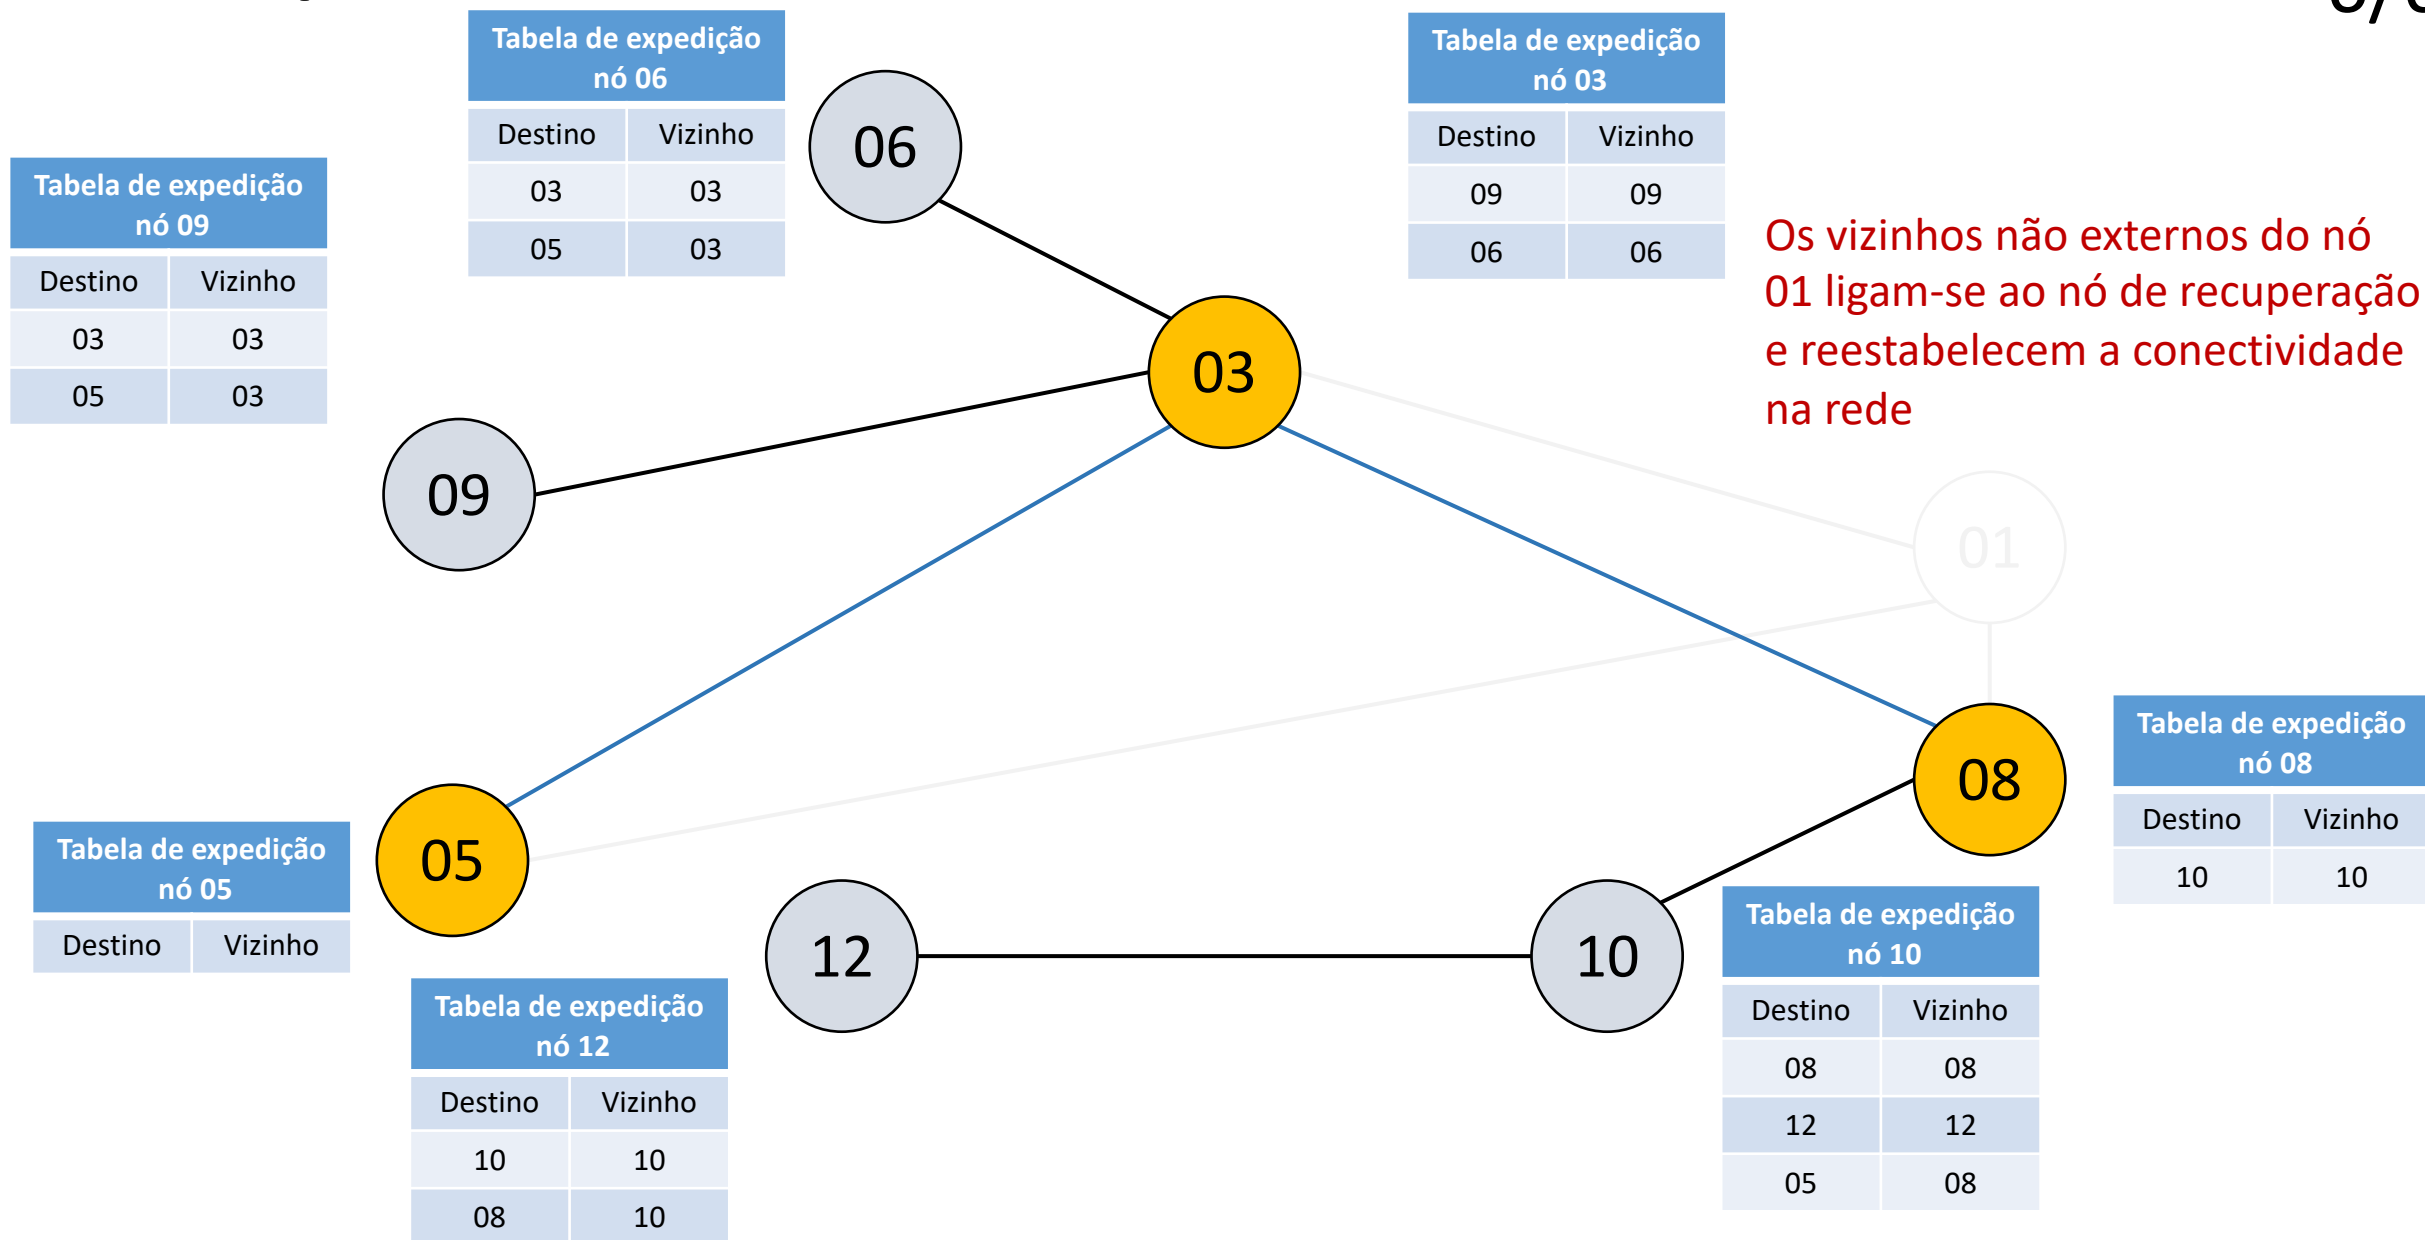 Tabela de expedição
nó 06
Destino Vizinho
03 03
05 03
Tabela de expedição
nó 03
Destino Vizinho
09 09
06 06
Tabela de expedição
nó 09
Destino Vizinho
03 03
05 03
Os vizinhos não externos do nó
01 ligam-se ao nó de recuperação
e reestabelecem a conectividade
na rede
06
03
09
01
05
08
12
10
Tabela de expedição
nó 08
Destino Vizinho
10 10
Tabela de expedição
nó 05
Destino Vizinho
Tabela de expedição
nó 12
Destino Vizinho
10 10
08 10
Tabela de expedição
nó 10
Destino Vizinho
08 08
12 12
05 08